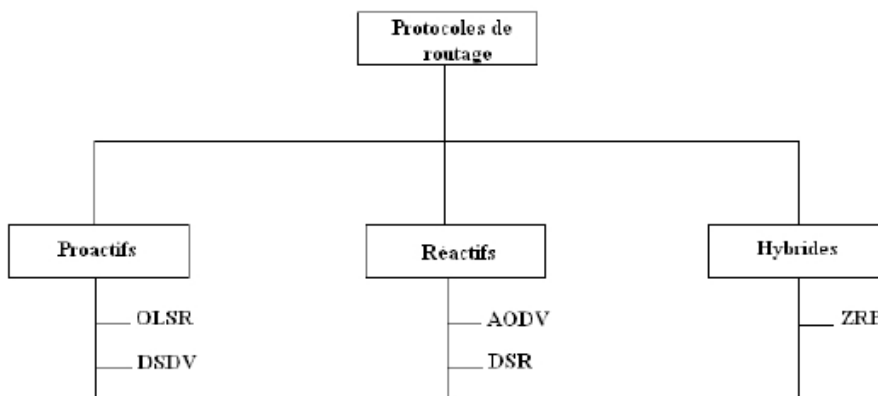 Protocoles de
routage
Proactifs
Réactifs
Hybrides
OLSR
AODV
DSDV
DSR